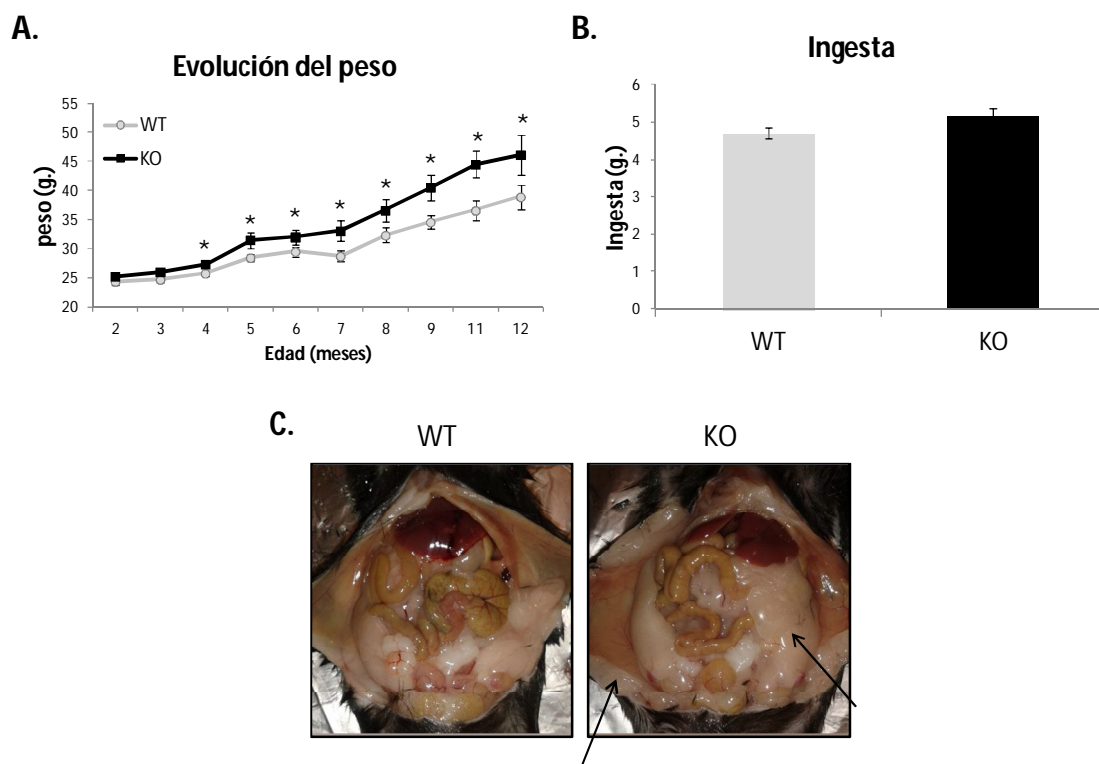 A.
Evolución del peso
peso (g.)
55
50
45
40
35
30
25
20
WT
KO
* * * * * * * * *
2 3 4 5 6 7 8 9 11 12
Edad (meses)
B.
Ingesta
Ingesta (g.)
6
5
4
3
2
1
0
WT KO
C.
WT KO